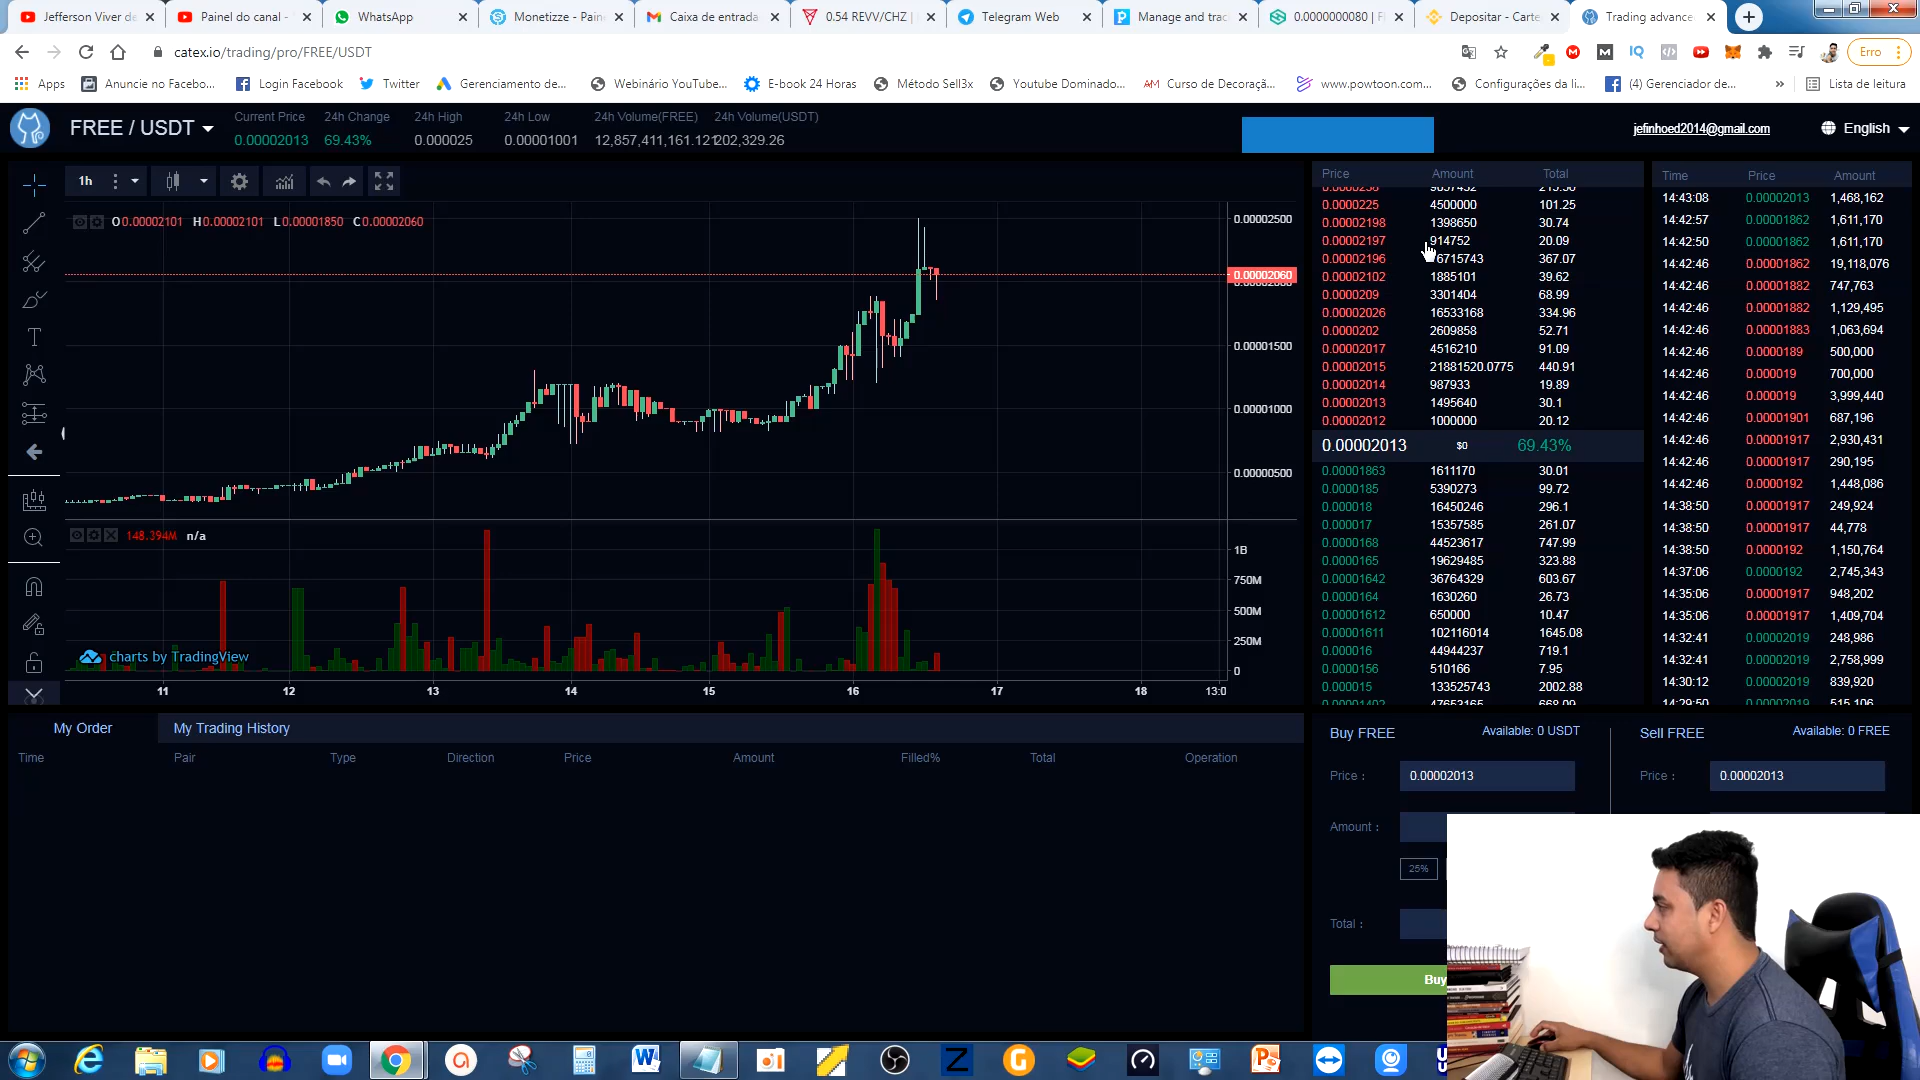 Jefferson Viver de
Painel do canal -
WhatsApp
Monetizze - Pain
Caixa de entrada
0.54 REVV/CHZ |
Telegram Web
Manage and trac
0.0000000080 | F
Depositar - Carte
Trading advance
catex.io/trading/pro/FREE/USDT
Erro
Apps
Anuncie no Facebo...
Login Facebook
Twitter
Gerenciamento de...
Webinário YouTube...
E-book 24 Horas
Método Sell3x
Youtube Dominado...
Curso de Decoraçã...
www.powtoon.com...
Configurações da li...
(4) Gerenciador de...
Lista de leitura
FREE / USDT
Current Price 24h Change 24h High 24h Low 24h Volume(FREE) 24h Volume(USDT)
0.00002013 69.43% 0.000025 0.00001001 12,857,411,161.121 202,329.26
jefinhoed2014@gmail.com
English
1h
O0.00002101 H0.00002101 L0.00001850 C0.00002060
0.00002500
0.00002060
0.00001500
0.00001000
0.00000500
148.394M n/a
1B
750M
500M
250M
0
charts by TradingView
11 12 13 14 15 16 17 18 13:0
Price Amount Total
0.0000225 4500000 101.25
0.00002198 1398650 30.74
0.00002197 914752 20.09
0.00002196 6715743 367.07
0.00002102 1885101 39.62
0.0000209 3301404 68.99
0.00002026 16533168 334.96
0.0000202 2609858 52.71
0.00002017 4516210 91.09
0.00002015 21881520.0775 440.91
0.00002014 987933 19.89
0.00002013 1495640 30.1
0.00002012 1000000 20.12
0.00002013 $0 69.43%
0.00001863 1611170 30.01
0.0000185 5390273 99.72
0.000018 16450246 296.1
0.000017 15357585 261.07
0.0000168 44523617 747.99
0.0000165 19629485 323.88
0.00001642 36764329 603.67
0.0000164 1630260 26.73
0.00001612 650000 10.47
0.00001611 102116014 1645.08
0.000016 44944237 719.1
0.0000156 510166 7.95
0.000015 133525743 2002.88
Time Price Amount
14:43:08 0.00002013 1,468,162
14:42:57 0.00001862 1,611,170
14:42:50 0.00001862 1,611,170
14:42:46 0.00001862 19,118,076
14:42:46 0.00001882 747,763
14:42:46 0.00001882 1,129,495
14:42:46 0.00001883 1,063,694
14:42:46 0.0000189 500,000
14:42:46 0.000019 700,000
14:42:46 0.000019 3,999,440
14:42:46 0.00001901 687,196
14:42:46 0.00001917 2,930,431
14:42:46 0.00001917 290,195
14:42:46 0.0000192 1,448,086
14:38:50 0.00001917 249,924
14:38:50 0.00001917 44,778
14:38:50 0.0000192 1,150,764
14:37:06 0.0000192 2,745,343
14:35:06 0.00001917 948,202
14:35:06 0.00001917 1,409,704
14:32:41 0.00002019 248,986
14:32:41 0.00002019 2,758,999
14:30:12 0.00002019 839,920
14:29:50 0.00002019 515,106
My Order My Trading History
Time Pair Type Direction Price Amount Filled% Total Operation
Buy FREE Available: 0 USDT
Price : 0.00002013
Amount :
25%
Total :
Buy
Sell FREE Available: 0 FREE
Price : 0.00002013